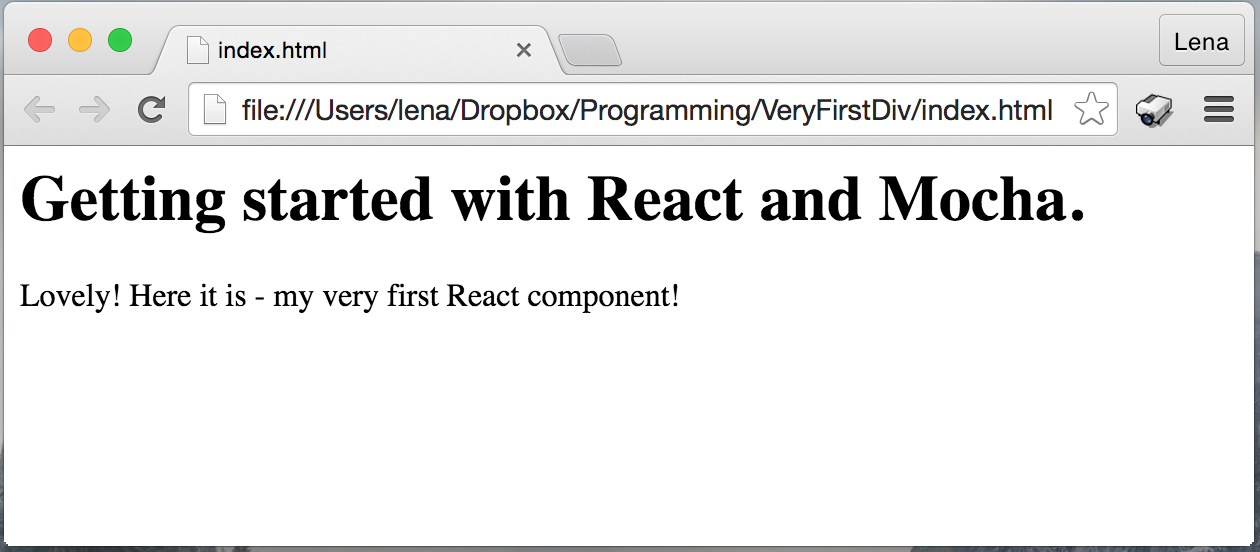 index.html
Lena
file:///Users/lena/Dropbox/Programming/VeryFirstDiv/index.html
Getting started with React and Mocha.
Lovely! Here it is - my very first React component!